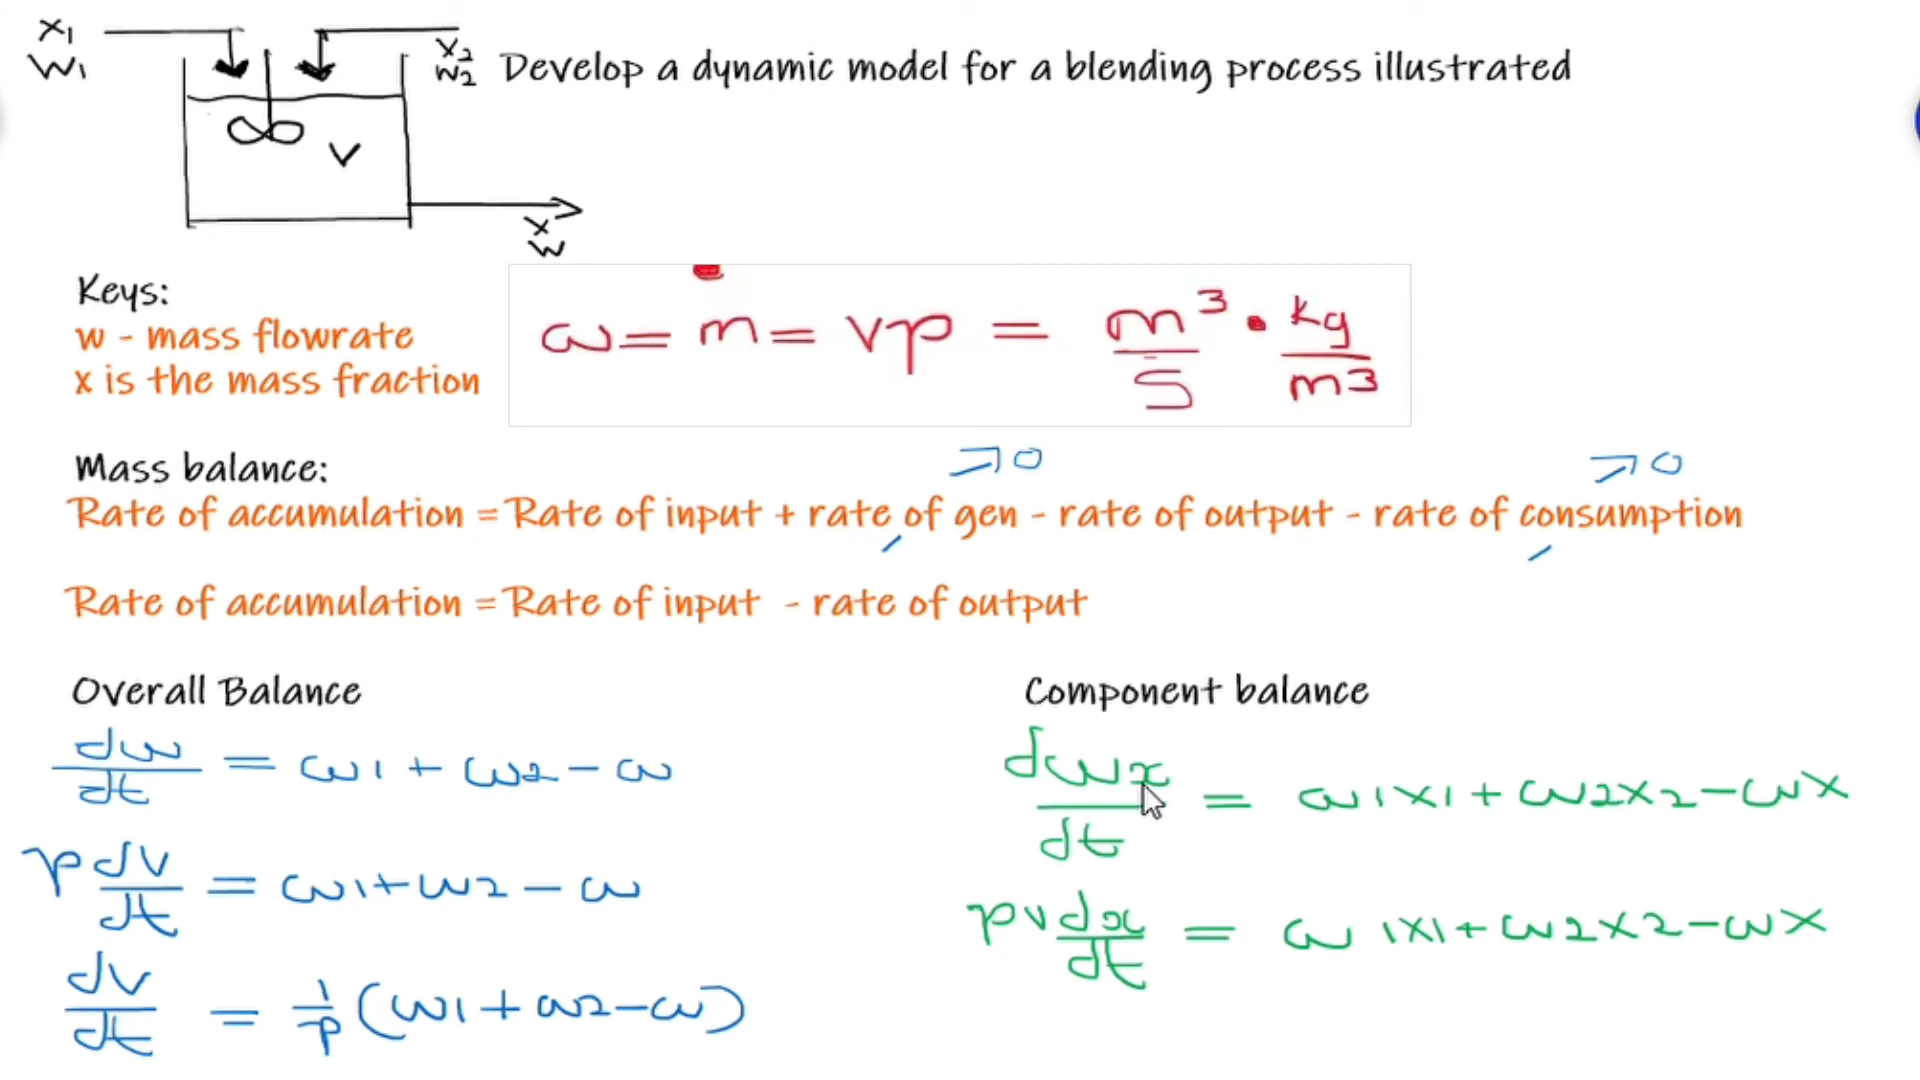 x1
w1
x2
w2
Develop a dynamic model for a blending process illustrated
V
x
w
Keys:
w - mass flowrate
x is the mass fraction
ω = ṁ = vρ = m³/s · kg/m³
Mass balance:
→0
→0
Rate of accumulation = Rate of input + rate of gen - rate of output - rate of consumption
Rate of accumulation = Rate of input - rate of output
Overall Balance
dω/dt = ω1 + ω2 - ω
ρ dv/dt = ω1 + ω2 - ω
dv/dt = 1/ρ (ω1 + ω2 - ω)
Component balance
dωx/dt = ω1x1 + ω2x2 - ωx
ρv dx/dt = ω1x1 + ω2x2 - ωx